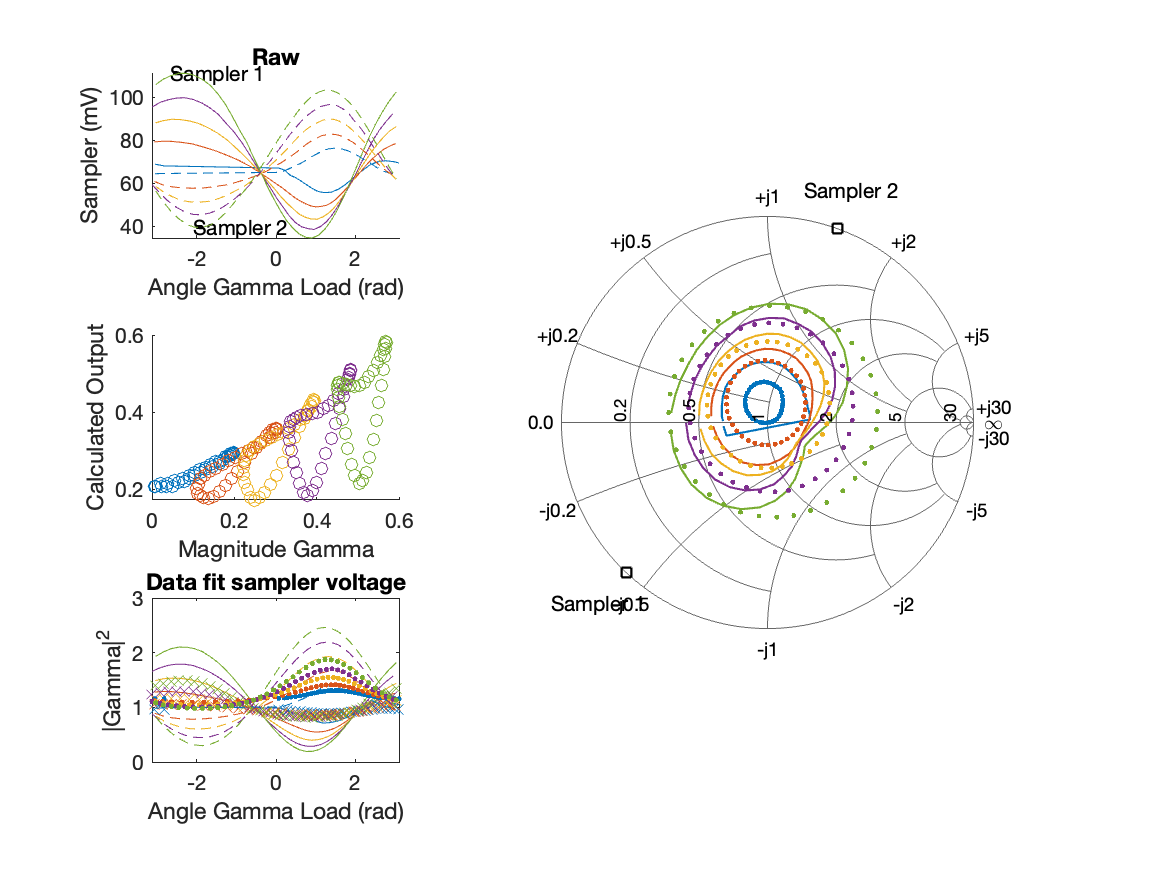 Raw
Sampler 1
100
80
60
40
Sampler (mV)
Sampler 2
-2
0
2
Angle Gamma Load (rad)
0.6
0.4
0.2
Calculated Output
0
0.2
0.4
0.6
Magnitude Gamma
Data fit sampler voltage
3
2
1
0
|Gamma|2
-2
0
2
Angle Gamma Load (rad)
Sampler 2
+j1
+j0.5
+j2
+j0.2
+j5
0.0
0.2
0.5
1
2
5
30
+j30
∞
-j30
-j0.2
-j5
Sampler 1
-j0.5
-j2
-j1